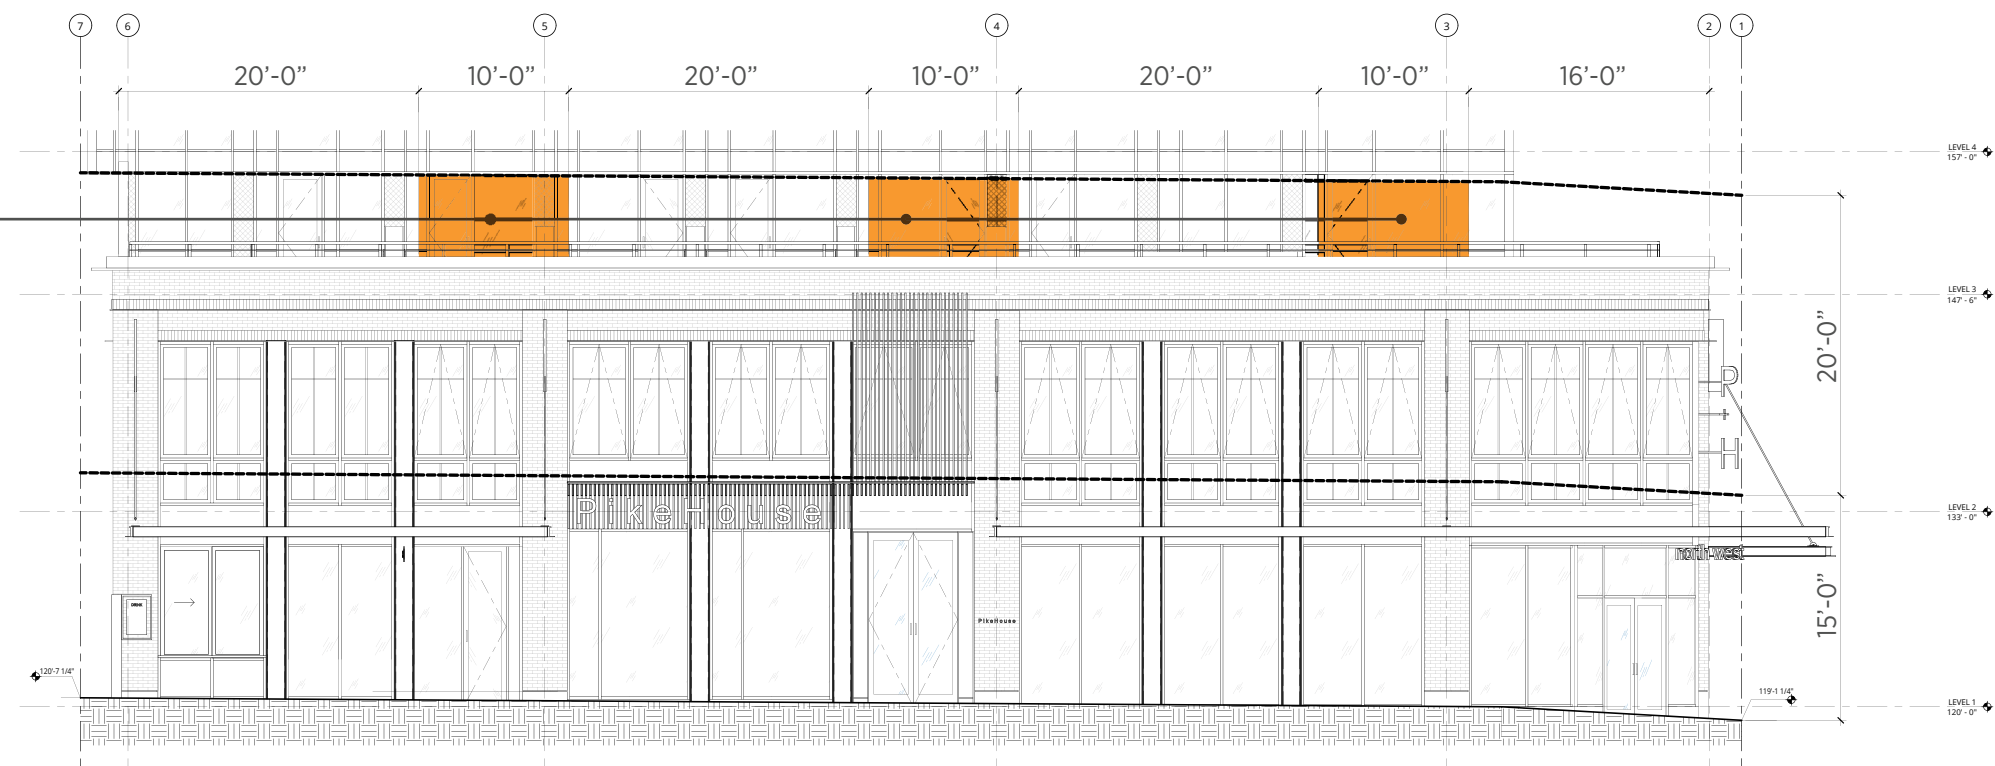 7 6 5 4 3 2 1
20’-0” 10’-0” 20’-0” 10’-0” 20’-0” 10’-0” 16’-0”
LEVEL 4
157' - 0"
LEVEL 3
147' - 6"
20’-0”
P
+
H
LEVEL 2
133' - 0"
PikeHouse
north west
15’-0”
DRINK
PikeHouse
120'-7 1/4"
119'-1 1/4"
LEVEL 1
120' - 0"